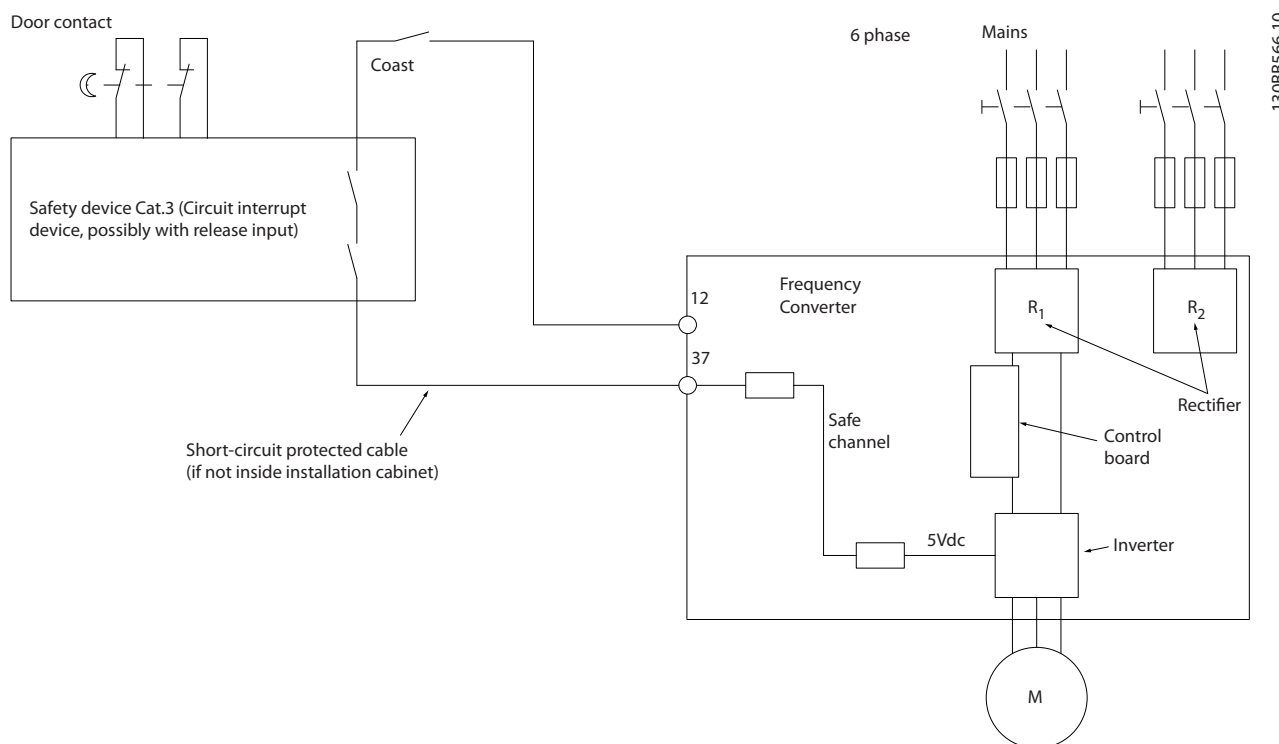 Door contact
Coast
6 phase
Mains
130BB566.10
Safety device Cat.3 (Circuit interrupt
device, possibly with release input)
12
Frequency
Converter
R1
R2
37
Rectifier
Safe
channel
Control
board
Short-circuit protected cable
(if not inside installation cabinet)
5Vdc
Inverter
M